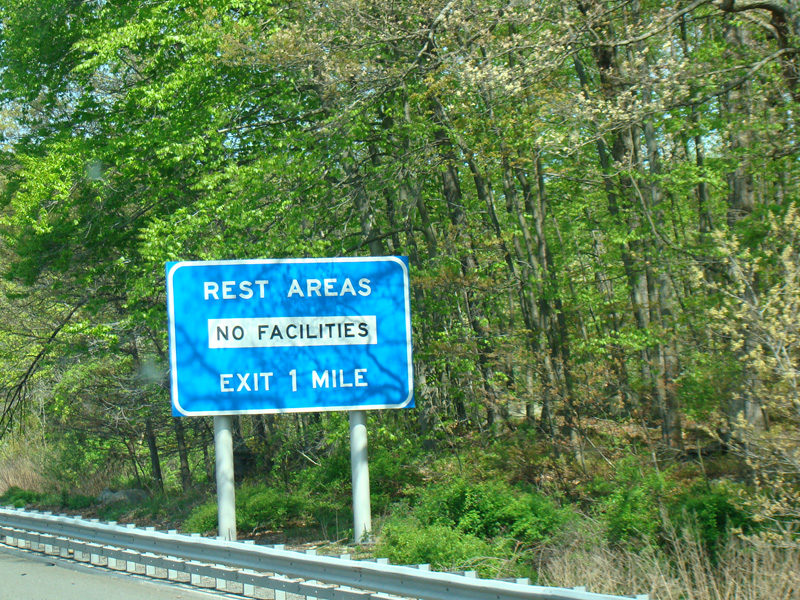 REST AREAS
NO FACILITIES
EXIT 1 MILE